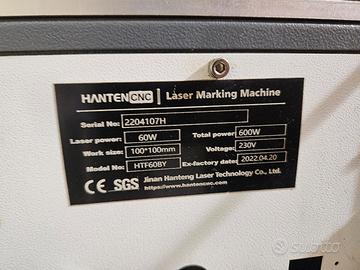 HANTEN CNC | Laser Marking Machine
Serial No: 2204107H
Laser power: 60W Total power: 600W
Work size: 100*100mm Voltage: 230V
Model No: HTF60BY Ex-factory date: 2022.04.20
CE SGS Jinan Hanteng Laser Technology Co., Ltd.
https://www.hantencnc.com
subito